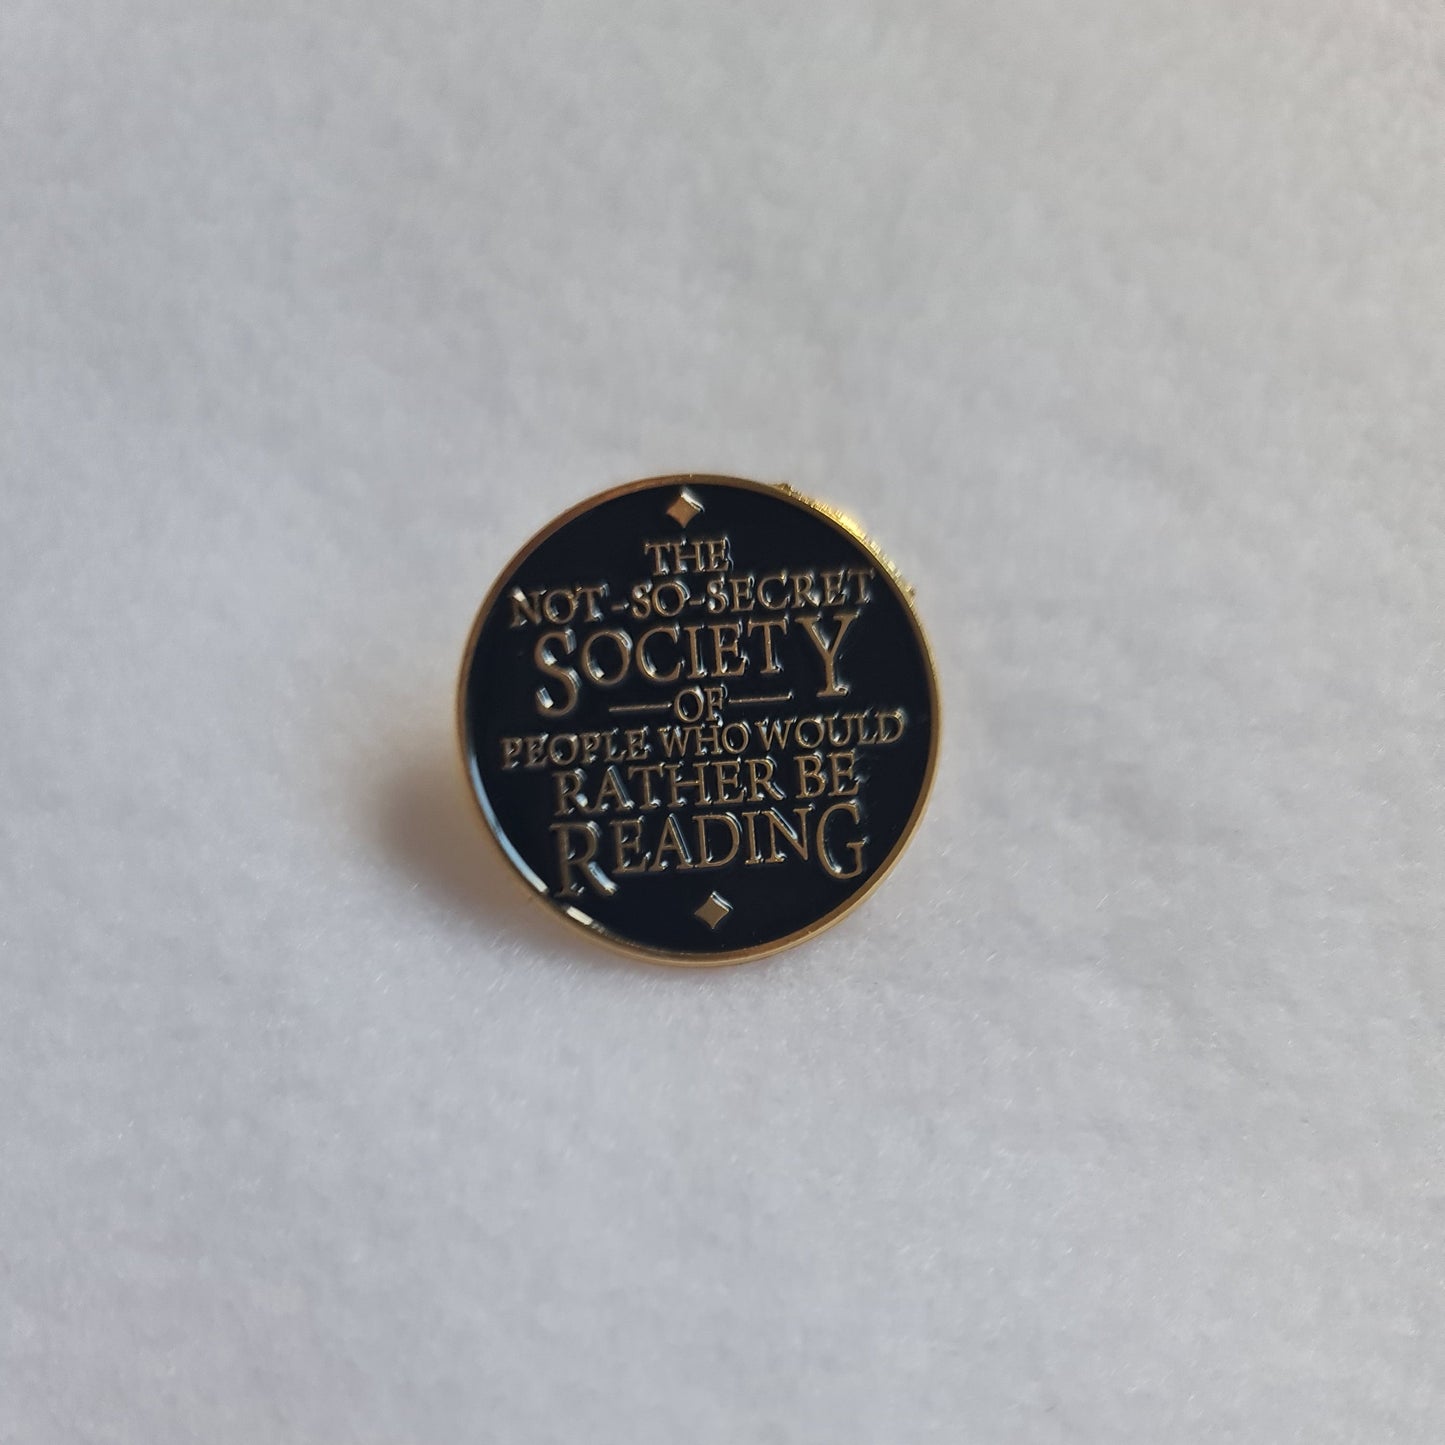 THE
NOT-SO-SECRET
SOCIETY
OF
PEOPLE WHO WOULD
RATHER BE
READING